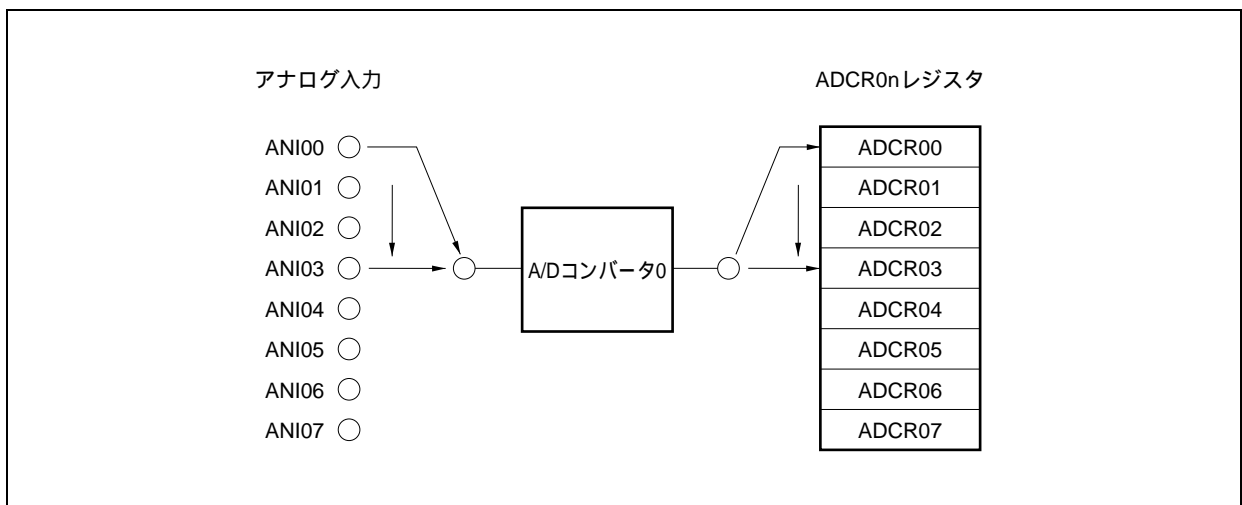 アナログ入力
ADCR0nレジスタ
ANI00
ADCR00
ANI01
ADCR01
ANI02
ADCR02
ANI03
A/Dコンバータ0
ADCR03
ANI04
ADCR04
ANI05
ADCR05
ANI06
ADCR06
ANI07
ADCR07